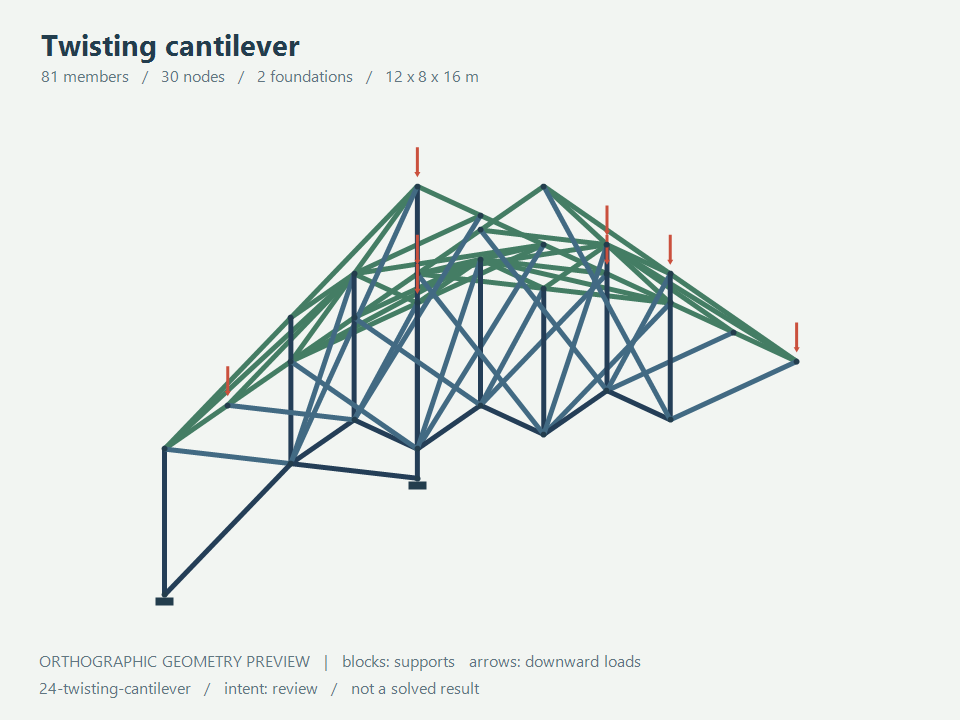 Twisting cantilever
81 members / 30 nodes / 2 foundations / 12 x 8 x 16 m
ORTHOGRAPHIC GEOMETRY PREVIEW | blocks: supports arrows: downward loads
24-twisting-cantilever / intent: review / not a solved result